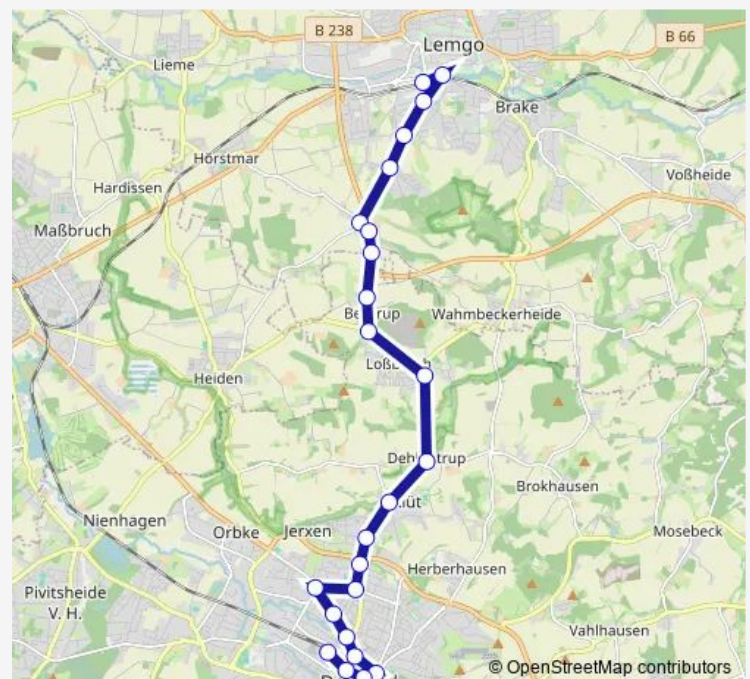 B 238
Lemgo
B 66
Lieme
Brake
Hörstmar
Voßheide
Hardissen
Maßbruch
Wahmbeckerheide
Heiden
Brokhausen
Nienhagen
Orbke
Jerxen
Mosebeck
Herberhausen
Pivitsheide
V. H.
Vahlhausen
© OpenStreetMap contributors